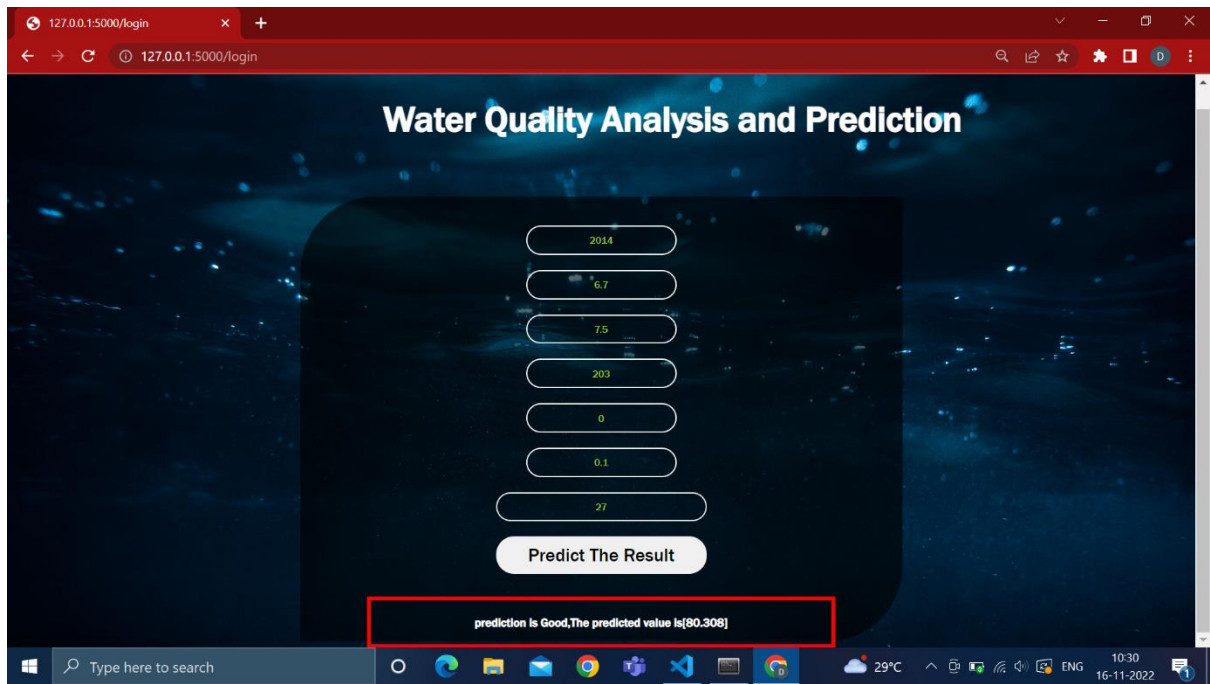 127.0.0.1:5000/login
127.0.0.1:5000/login
D
Water Quality Analysis and Prediction
2014
6.7
7.5
203
0
0.1
27
Predict The Result
prediction is Good,The predicted value is[80.308]
Type here to search
29°C
ENG
10:30
16-11-2022
1